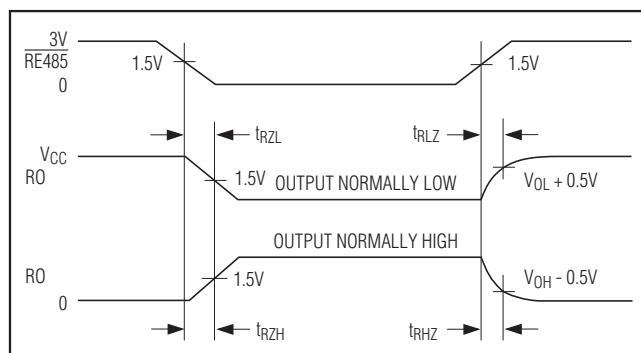 3V
RE485
0
1.5V
1.5V
tRZL
tRLZ
VCC
RO
1.5V
OUTPUT NORMALLY LOW
VOL + 0.5V
OUTPUT NORMALLY HIGH
RO
0
1.5V
VOH - 0.5V
tRZH
tRHZ